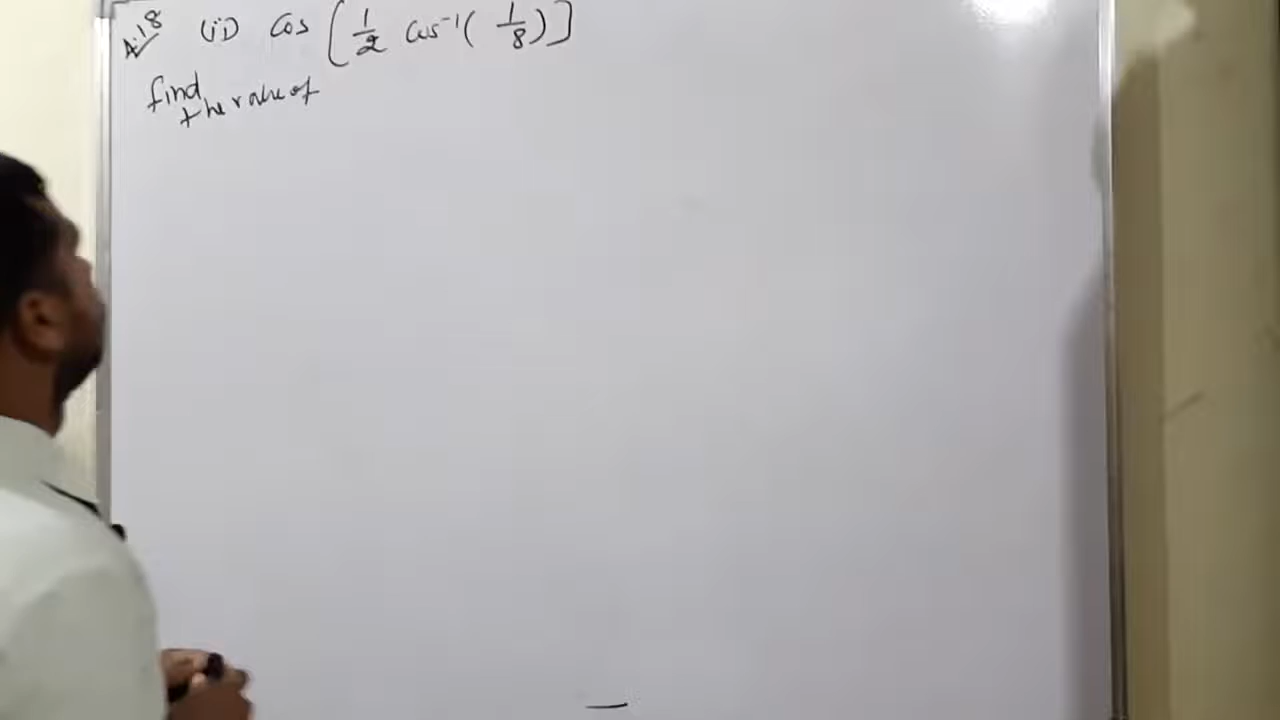 4.18 (ii) Cos [ 1/2 Cos⁻¹( 1/8 ) ]
find
the value of